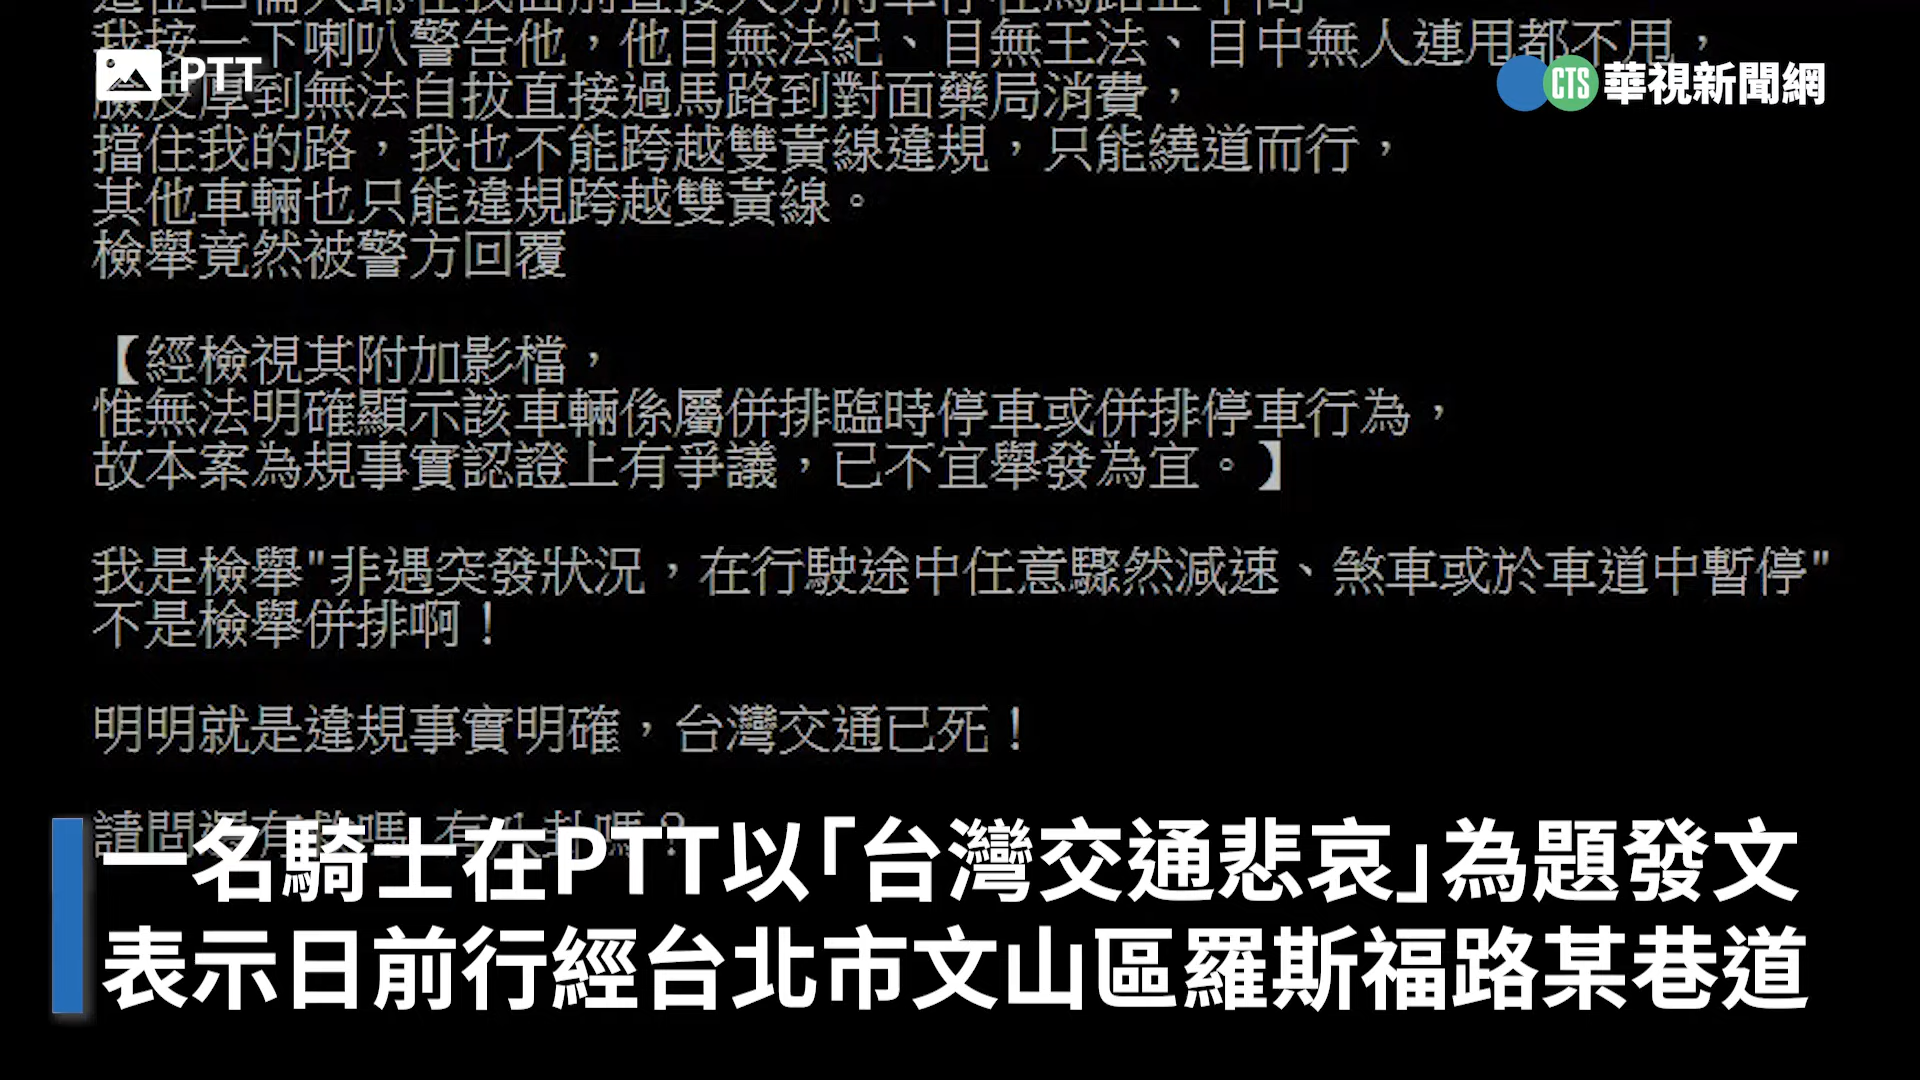 我按一下喇叭警告他，他目無法紀、目無王法、目中無人連甩都不甩，
PTT
CTS 華視新聞網
臉皮厚到無法自拔直接過馬路到對面藥局消費，
擋住我的路，我也不能跨越雙黃線違規，只能繞道而行，
其他車輛也只能違規跨越雙黃線。
檢舉竟然被警方回覆
【經檢視其附加影檔，
惟無法明確顯示該車輛係屬併排臨時停車或併排停車行為，
故本案為規事實認證上有爭議，已不宜舉發為宜。】
我是檢舉"非遇突發狀況，在行駛途中任意驟然減速、煞車或於車道中暫停"
不是檢舉併排啊！
明明就是違規事實明確，台灣交通已死！
一名騎士在PTT以「台灣交通悲哀」為題發文
表示日前行經台北市文山區羅斯福路某巷道